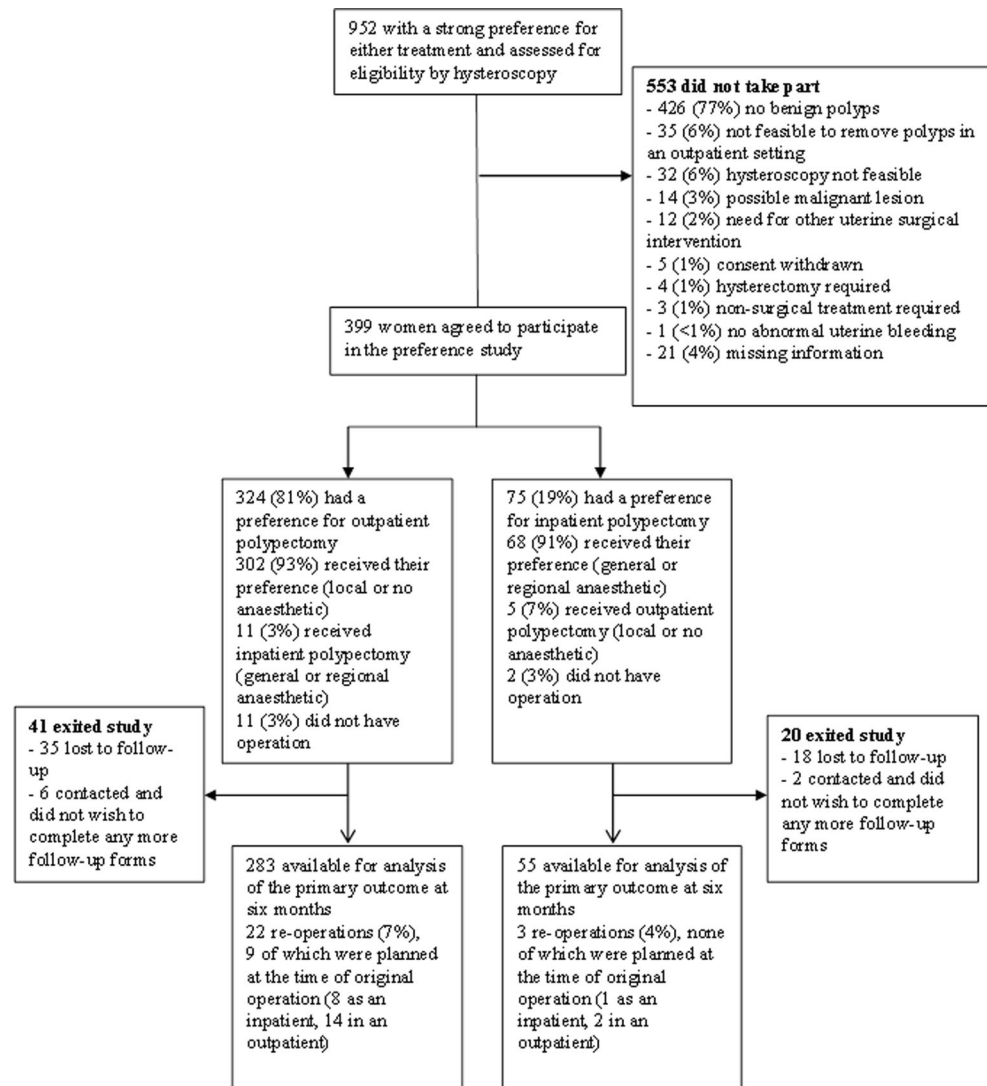 952 with a strong preference for
either treatment and assessed for
eligibility by hysteroscopy
553 did not take part
- 426 (77%) no benign polyps
- 35 (6%) not feasible to remove polyps in
an outpatient setting
- 32 (6%) hysteroscopy not feasible
- 14 (3%) possible malignant lesion
- 12 (2%) need for other uterine surgical
intervention
- 5 (1%) consent withdrawn
- 4 (1%) hysterectomy required
- 3 (1%) non-surgical treatment required
- 1 (<1%) no abnormal uterine bleeding
- 21 (4%) missing information
399 women agreed to participate
in the preference study
324 (81%) had a
preference for outpatient
polypectomy
302 (93%) received their
preference (local or no
anaesthetic)
11 (3%) received
inpatient polypectomy
(general or regional
anaesthetic)
11 (3%) did not have
operation
75 (19%) had a preference
for inpatient polypectomy
68 (91%) received their
preference (general or
regional anaesthetic)
5 (7%) received outpatient
polypectomy (local or no
anaesthetic)
2 (3%) did not have
operation
41 exited study
- 35 lost to follow-
up
- 6 contacted and
did not wish to
complete any more
follow-up forms
20 exited study
- 18 lost to follow-up
- 2 contacted and did
not wish to complete
any more follow-up
forms
283 available for analysis
of the primary outcome at
six months
22 re-operations (7%),
9 of which were planned
at the time of original
operation (8 as an
inpatient, 14 in an
outpatient)
55 available for analysis
of the primary outcome at
six months
3 re-operations (4%), none
of which were planned
at the time of original
operation (1 as an
inpatient, 2 in an
outpatient)